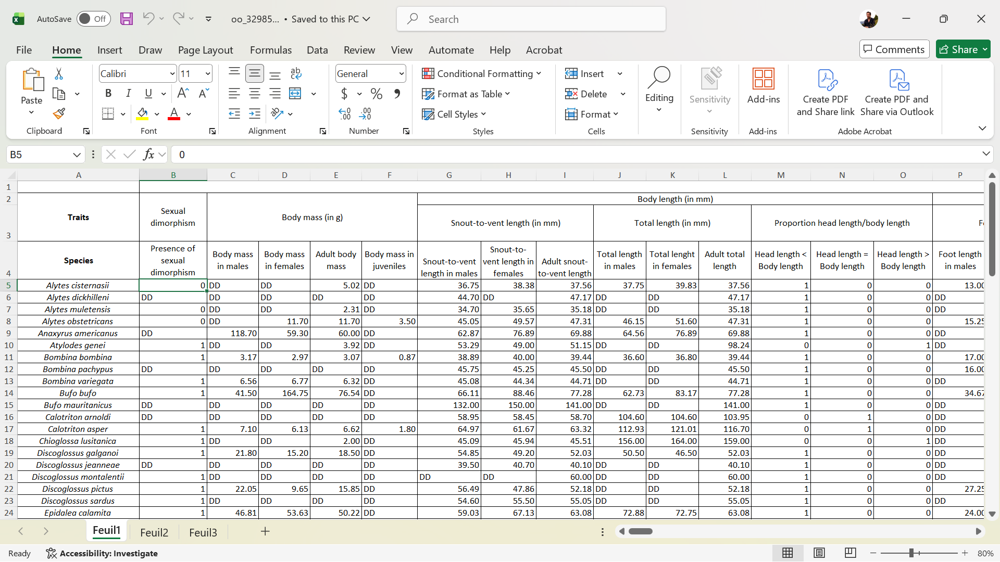 AutoSave Off oo_32985... • Saved to this PC Search
File Home Insert Draw Page Layout Formulas Data Review View Automate Help Acrobat Comments Share
Paste Calibri 11 General Conditional Formatting Format as Table Cell Styles Insert Delete Format Editing Sensitivity Add-ins Create PDF and Share link Create PDF and Share via Outlook
Clipboard Font Alignment Number Styles Cells Sensitivity Add-ins Adobe Acrobat
B5 fx 0
A B C D E F G H I J K L M N O P
1
2 Body length (in mm)
3 Traits Sexual dimorphism Body mass (in g) Snout-to-vent length (in mm) Total length (in mm) Proportion head length/body length
4 Species Presence of sexual dimorphism Body mass in males Body mass in females Adult body mass Body mass in juveniles Snout-to-vent length in males Snout-to-vent length in females Adult snout-to-vent length Total length in males Total lenght in females Adult total length Head length < Body length Head length = Body length Head length > Body length Foot length in males
5 Alytes cisternasii 0 DD DD 5.02 DD 36.75 38.38 37.56 37.75 39.83 37.56 1 0 0 13.00
6 Alytes dickhilleni DD DD DD DD DD 44.70 DD 47.17 DD DD 47.17 1 0 0 DD
7 Alytes muletensis 0 DD DD 2.31 DD 34.70 35.65 35.18 DD DD 35.18 1 0 0 DD
8 Alytes obstetricans 0 DD 11.70 11.70 3.50 45.05 49.57 47.31 46.15 51.60 47.31 1 0 0 15.25
9 Anaxyrus americanus DD 118.70 59.30 60.00 DD 62.87 76.89 69.88 64.56 76.89 69.88 1 0 0 DD
10 Atylodes genei 1 DD DD 3.92 DD 53.29 49.00 51.15 DD DD 98.24 0 0 1 DD
11 Bombina bombina 1 3.17 2.97 3.07 0.87 38.89 40.00 39.44 36.60 36.80 39.44 1 0 0 17.00
12 Bombina pachypus DD DD DD DD DD 45.75 45.25 45.50 DD DD 45.50 1 0 0 16.00
13 Bombina variegata 1 6.56 6.77 6.32 DD 45.08 44.34 44.71 DD DD 44.71 1 0 0 DD
14 Bufo bufo 1 41.50 164.75 76.54 DD 66.11 88.46 77.28 62.73 83.17 77.28 1 0 0 34.67
15 Bufo mauritanicus DD DD DD DD DD 132.00 150.00 141.00 DD DD 141.00 1 0 0 DD
16 Calotriton arnoldi DD DD DD DD DD 58.95 58.45 58.70 104.60 104.60 103.95 0 1 0 DD
17 Calotriton asper 1 7.10 6.13 6.62 1.80 64.97 61.67 63.32 112.93 121.01 116.70 0 1 0 DD
18 Chioglossa lusitanica 1 DD DD 2.00 DD 45.09 45.94 45.51 156.00 164.00 159.00 0 0 1 DD
19 Discoglossus galganoi 1 21.80 15.20 18.50 DD 54.85 49.20 52.03 50.50 46.50 52.03 1 0 0 DD
20 Discoglossus jeanneae DD DD DD DD DD 39.50 40.70 40.10 DD DD 40.10 1 0 0 DD
21 Discoglossus montalentii 1 DD DD DD DD DD DD 60.00 DD DD 60.00 1 0 0 DD
22 Discoglossus pictus 1 22.05 9.65 15.85 DD 56.49 47.86 52.18 DD DD 52.18 1 0 0 27.25
23 Discoglossus sardus 1 DD DD DD DD 54.60 55.50 55.05 DD DD 55.05 1 0 0 DD
24 Epidalea calamita 1 46.81 53.63 50.22 DD 59.03 67.13 63.08 72.88 72.75 63.08 1 0 0 24.00
Feuil1 Feuil2 Feuil3
Ready Accessibility: Investigate 80%